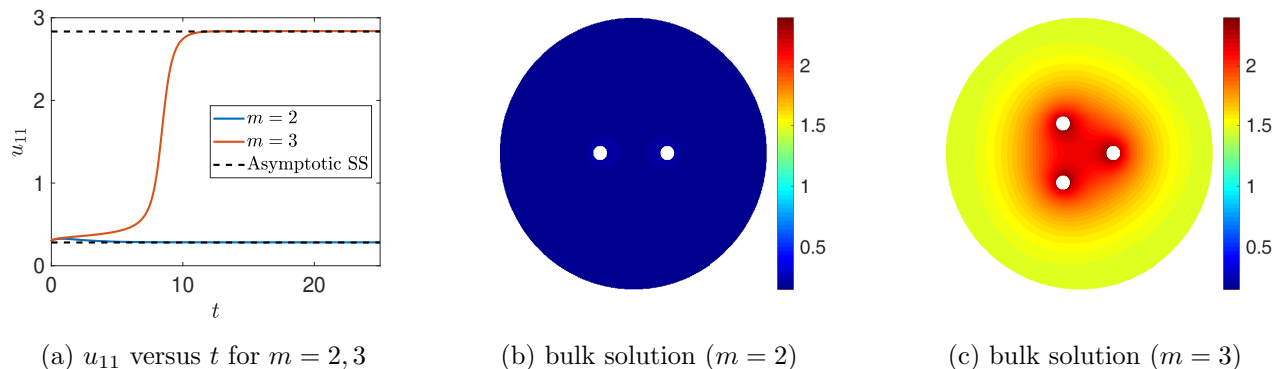 3
2
1
0
u₁₁
0
10
20
t
m = 2
m = 3
Asymptotic SS
2
1.5
1
0.5
2
1.5
1
0.5
(a) u₁₁ versus t for m = 2, 3
(b) bulk solution (m = 2)
(c) bulk solution (m = 3)